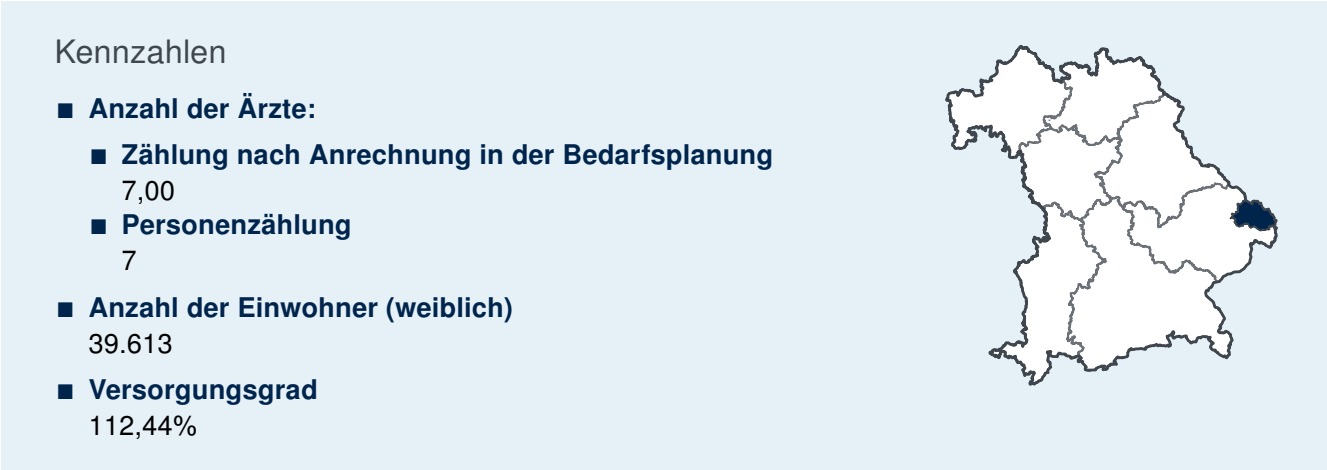 Kennzahlen
■ Anzahl der Ärzte:
■ Zählung nach Anrechnung in der Bedarfsplanung
7,00
■ Personenzählung
7
■ Anzahl der Einwohner (weiblich)
39.613
■ Versorgungsgrad
112,44%